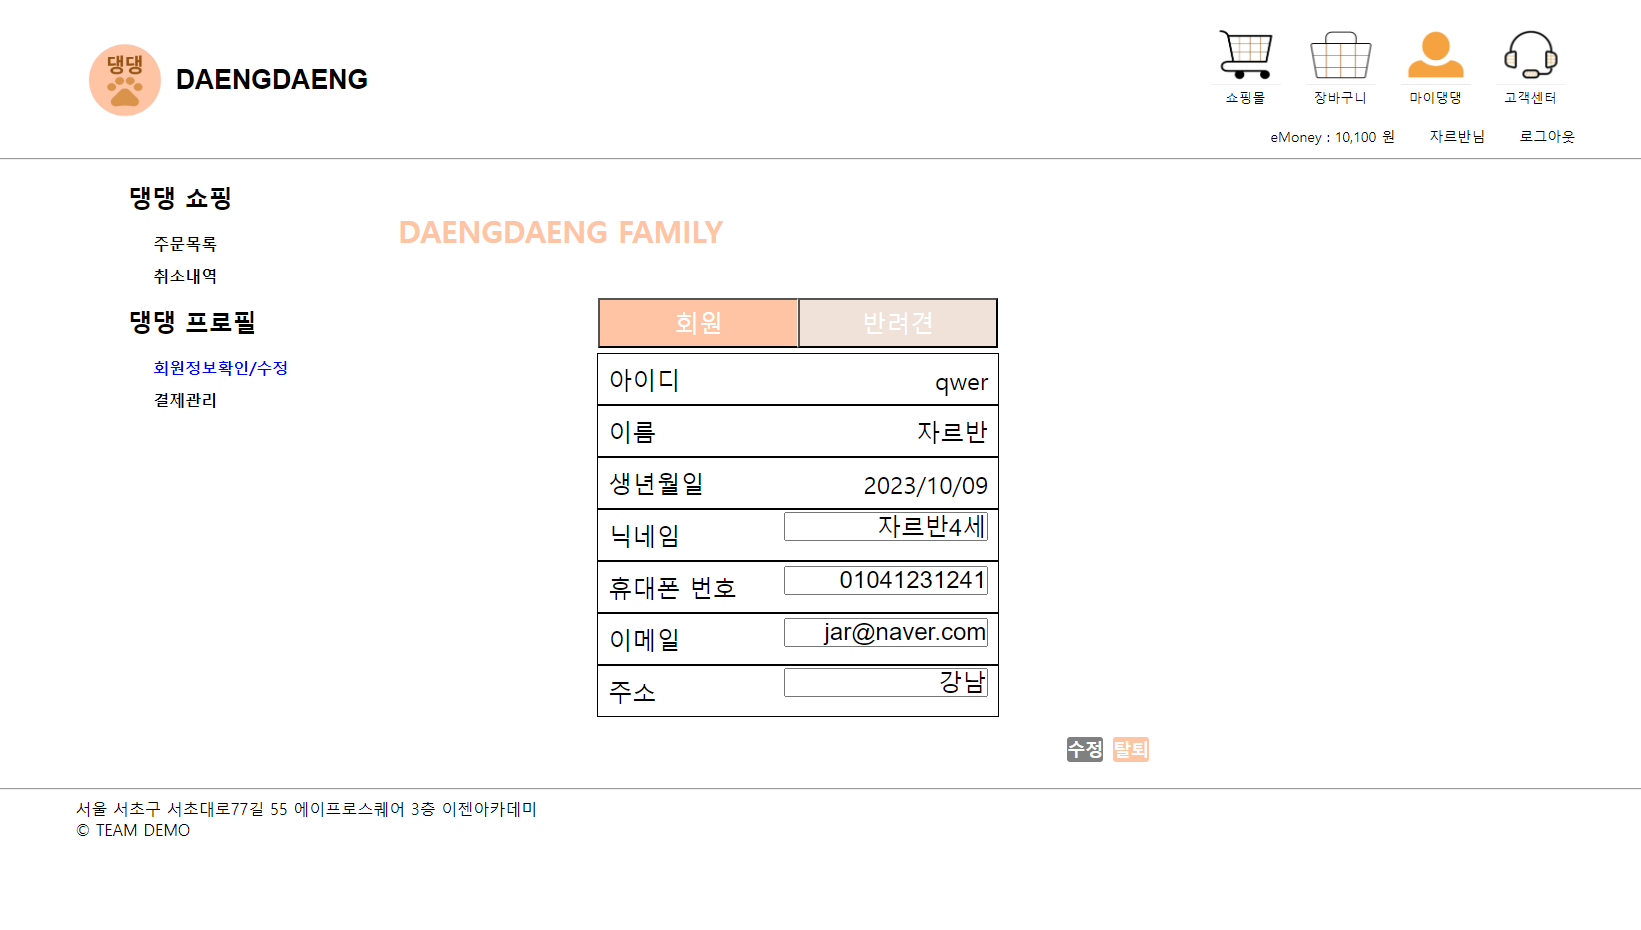 댕댕
DAENGDAENG
쇼핑몰
장바구니
마이댕댕
고객센터
eMoney : 10,100 원
자르반님
로그아웃
댕댕 쇼핑
주문목록
취소내역
댕댕 프로필
회원정보확인/수정
결제관리
DAENGDAENG FAMILY
회원
반려견
아이디 qwer
이름 자르반
생년월일 2023/10/09
닉네임 자르반4세
휴대폰 번호 01041231241
이메일 jar@naver.com
주소 강남
수정 탈퇴
서울 서초구 서초대로77길 55 에이프로스퀘어 3층 이젠아카데미
© TEAM DEMO